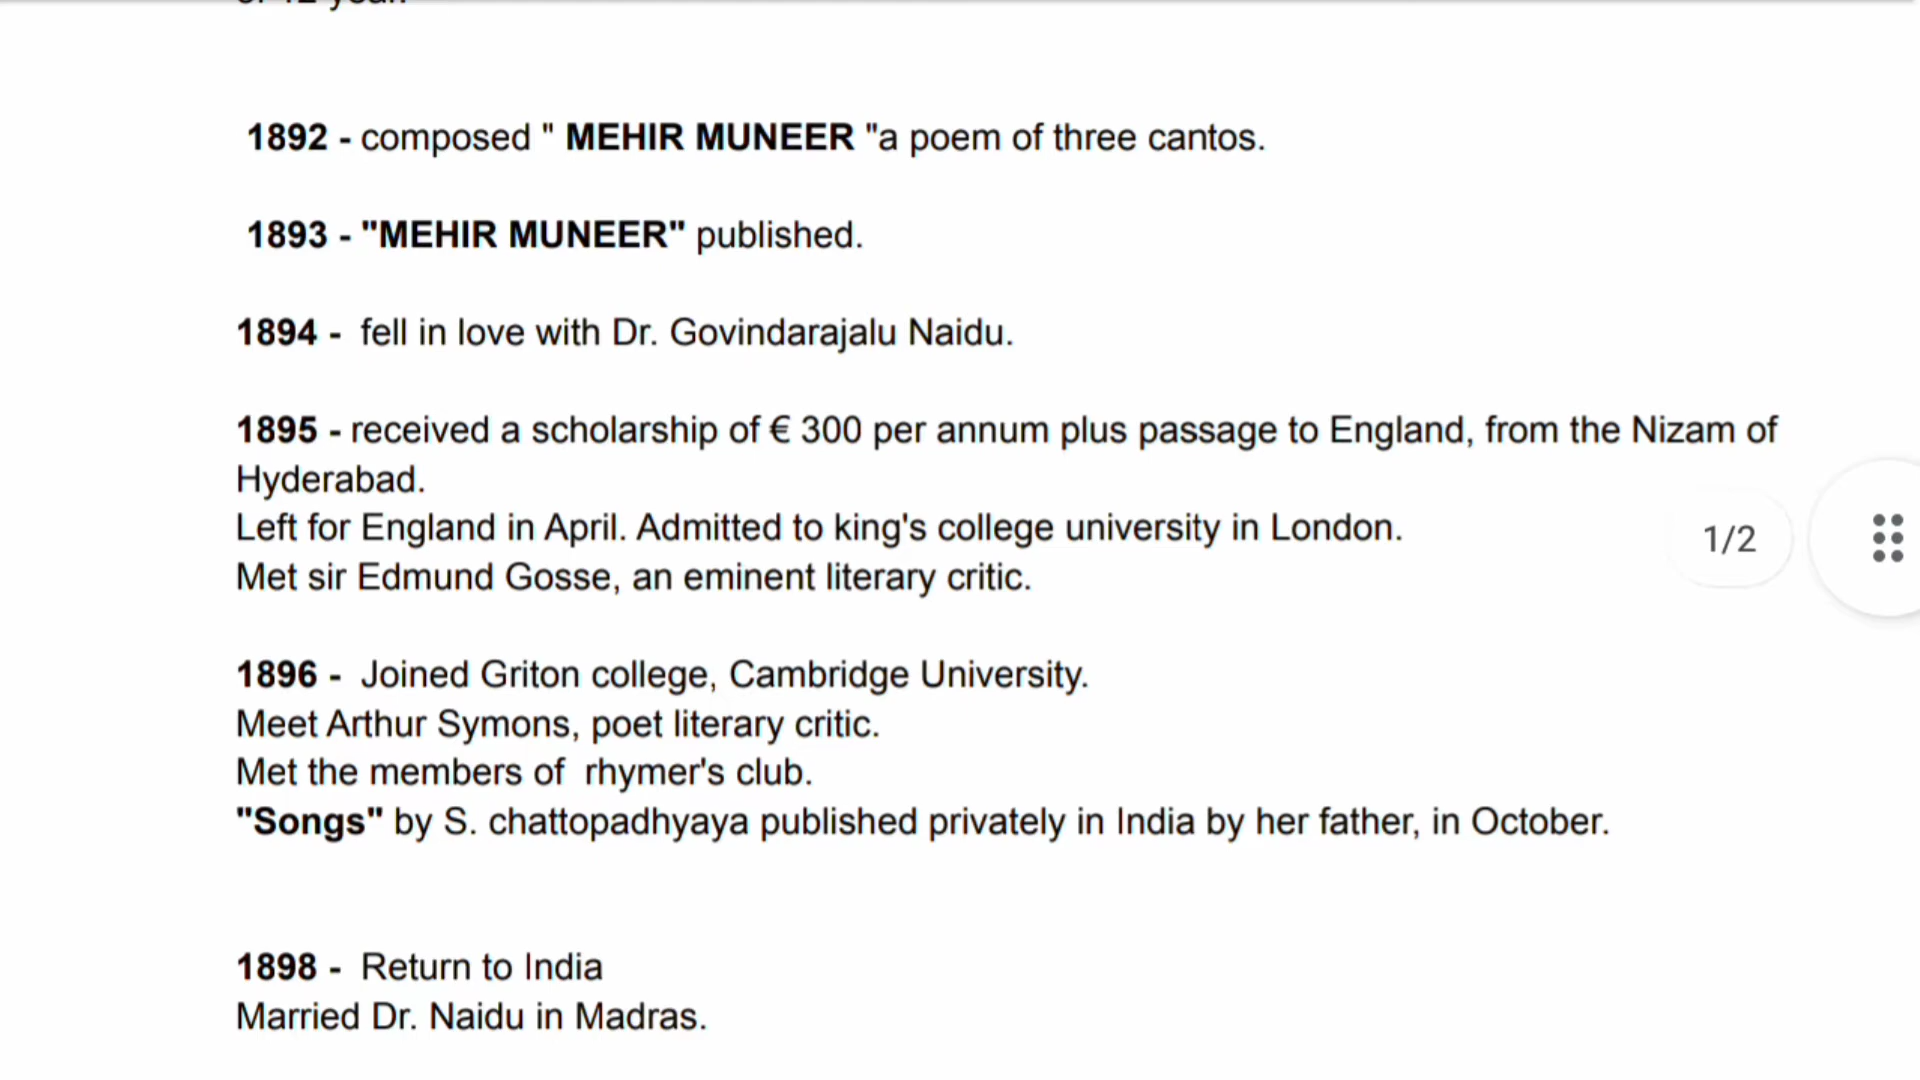 of 12 year.
1892 - composed " MEHIR MUNEER "a poem of three cantos.
1893 - "MEHIR MUNEER" published.
1894 -  fell in love with Dr. Govindarajalu Naidu.
1895 - received a scholarship of € 300 per annum plus passage to England, from the Nizam of
Hyderabad.
Left for England in April. Admitted to king's college university in London.
Met sir Edmund Gosse, an eminent literary critic.
1/2
1896 -  Joined Griton college, Cambridge University.
Meet Arthur Symons, poet literary critic.
Met the members of  rhymer's club.
"Songs" by S. chattopadhyaya published privately in India by her father, in October.
1898 -  Return to India
Married Dr. Naidu in Madras.